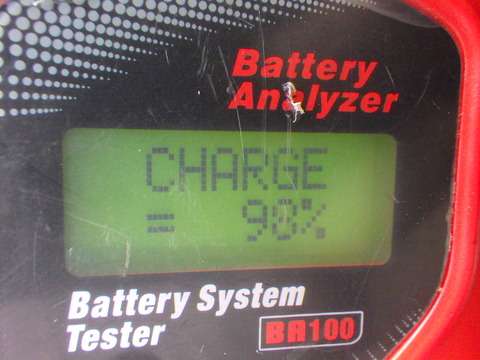 Battery
Analyzer
CHARGE
= 98%
Battery System
Tester
BA100